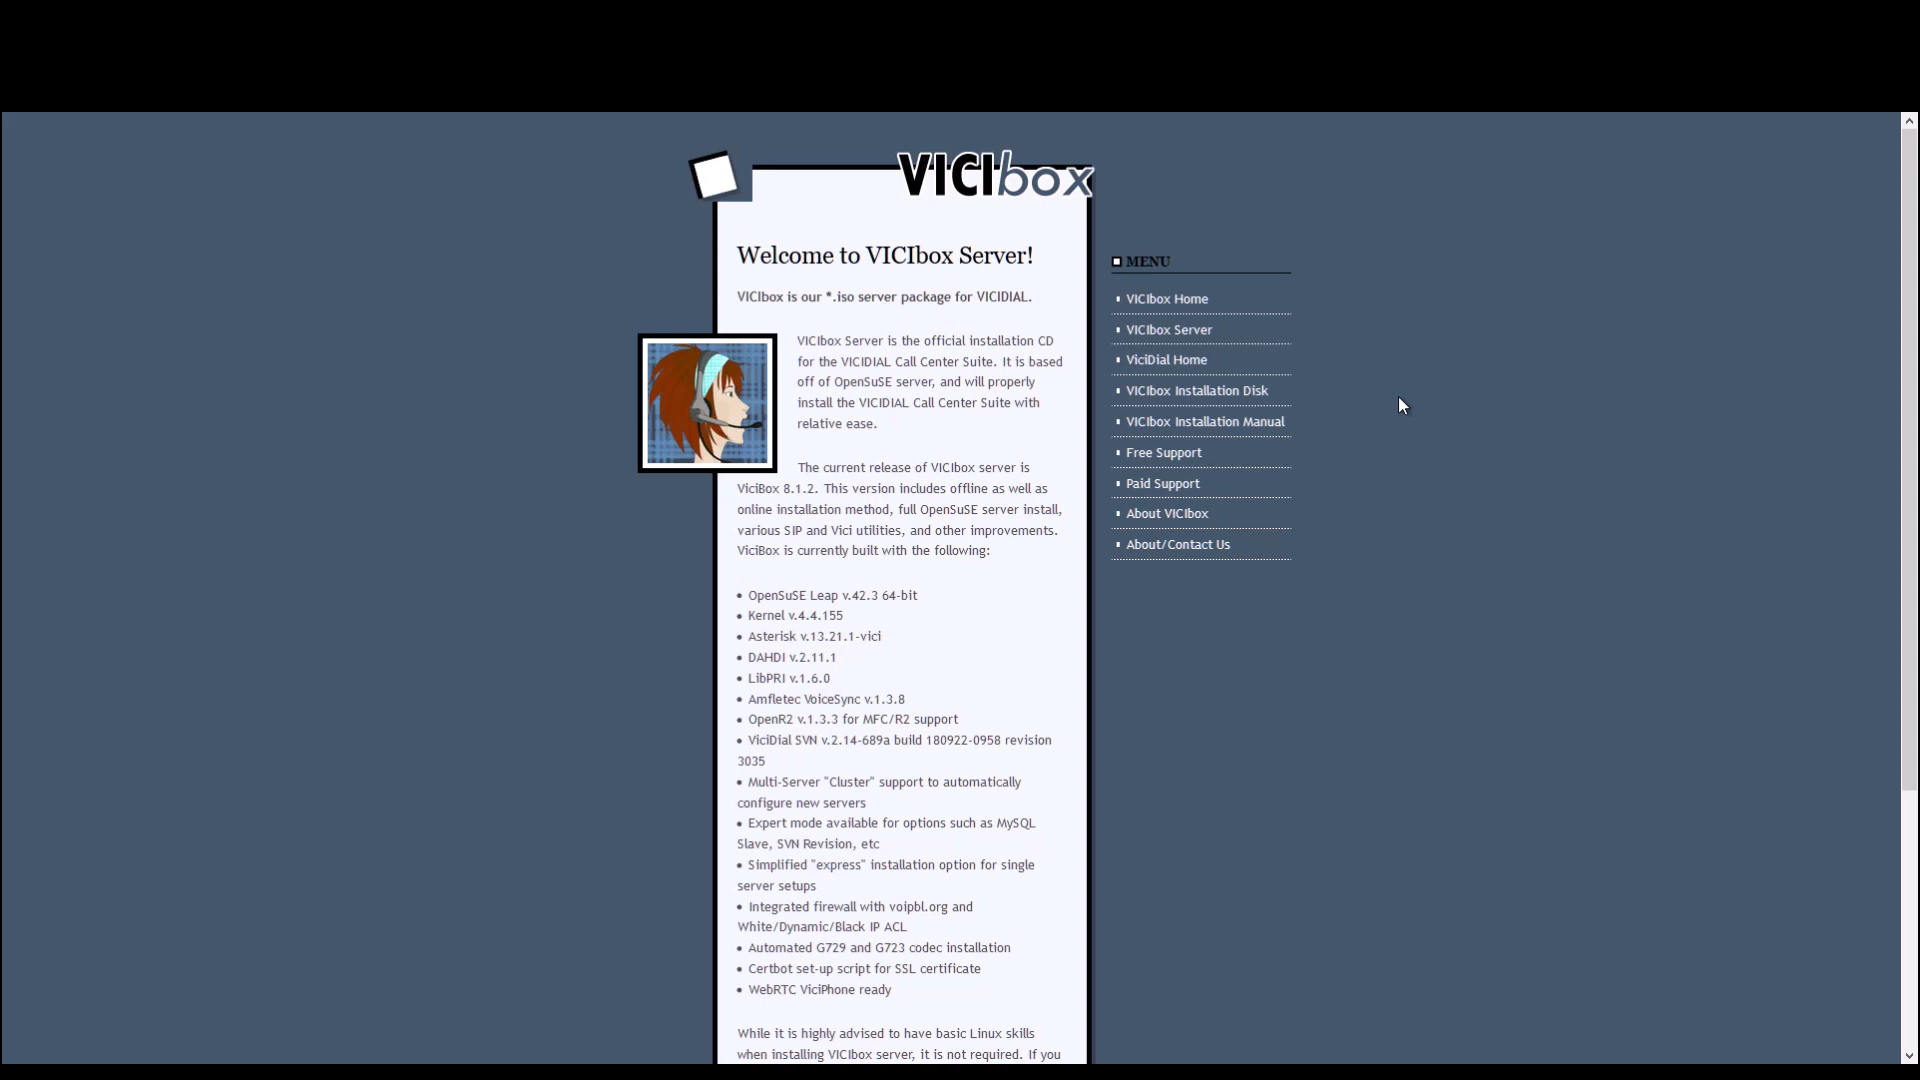 VICIbox
Welcome to VICIbox Server!
VICIbox is our *.iso server package for VICIDIAL.
VICIbox Server is the official installation CD
for the VICIDIAL Call Center Suite. It is based
off of OpenSuSE server, and will properly
install the VICIDIAL Call Center Suite with
relative ease.
The current release of VICIbox server is
ViciBox 8.1.2. This version includes offline as well as
online installation method, full OpenSuSE server install,
various SIP and Vici utilities, and other improvements.
ViciBox is currently built with the following:
• OpenSuSE Leap v.42.3 64-bit
• Kernel v.4.4.155
• Asterisk v.13.21.1-vici
• DAHDI v.2.11.1
• LibPRI v.1.6.0
• Amfletec VoiceSync v.1.3.8
• OpenR2 v.1.3.3 for MFC/R2 support
• ViciDial SVN v.2.14-689a build 180922-0958 revision
3035
• Multi-Server "Cluster" support to automatically
configure new servers
• Expert mode available for options such as MySQL
Slave, SVN Revision, etc
• Simplified "express" installation option for single
server setups
• Integrated firewall with voipbl.org and
White/Dynamic/Black IP ACL
• Automated G729 and G723 codec installation
• Certbot set-up script for SSL certificate
• WebRTC ViciPhone ready
While it is highly advised to have basic Linux skills
when installing VICIbox server, it is not required. If you
MENU
VICIbox Home
VICIbox Server
ViciDial Home
VICIbox Installation Disk
VICIbox Installation Manual
Free Support
Paid Support
About VICIbox
About/Contact Us